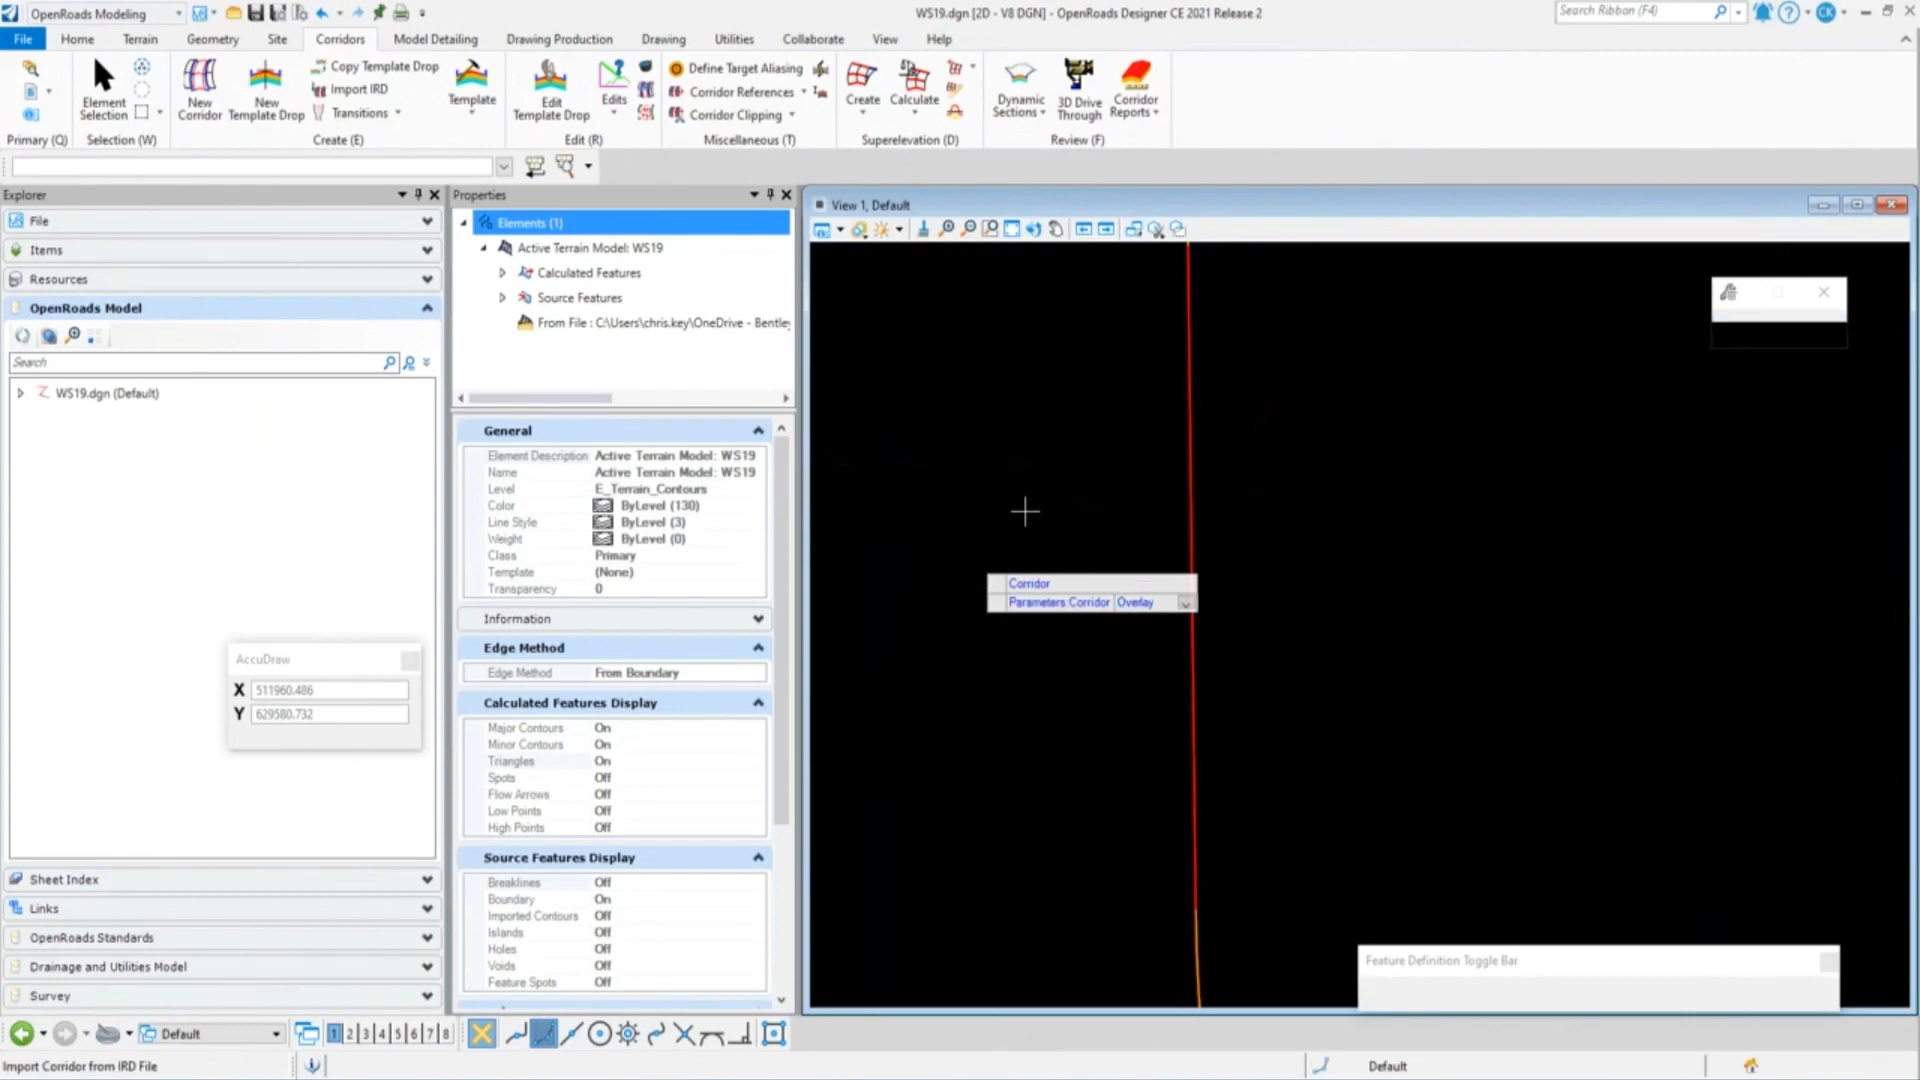 OpenRoads Modeling
WS19.dgn [2D - V8 DGN] - OpenRoads Designer CE 2021 Release 2
Search Ribbon (F4)
CK
File Home Terrain Geometry Site Corridors Model Detailing Drawing Production Drawing Utilities Collaborate View Help
Primary (Q)
Element Selection
Selection (W)
New Corridor
New Template Drop
Copy Template Drop
Import IRD
Transitions
Template
Create (E)
Edit Template Drop
Edits
Edit (R)
Define Target Aliasing
Corridor References
Corridor Clipping
Miscellaneous (T)
Create
Calculate
Superelevation (D)
Dynamic Sections
3D Drive Through
Corridor Reports
Review (F)
Explorer
File
Items
Resources
OpenRoads Model
Search
WS19.dgn (Default)
AccuDraw
X 511960.486
Y 629580.732
Sheet Index
Links
OpenRoads Standards
Drainage and Utilities Model
Survey
Properties
Elements (1)
Active Terrain Model: WS19
Calculated Features
Source Features
From File : C:\Users\chris.key\OneDrive - Bentley
General
Element Description Active Terrain Model: WS19
Name Active Terrain Model: WS19
Level E_Terrain_Contours
Color ByLevel (130)
Line Style ByLevel (3)
Weight ByLevel (0)
Class Primary
Template (None)
Transparency 0
Information
Edge Method
Edge Method From Boundary
Calculated Features Display
Major Contours On
Minor Contours On
Triangles On
Spots Off
Flow Arrows Off
Low Points Off
High Points Off
Source Features Display
Breaklines Off
Boundary On
Imported Contours Off
Islands Off
Holes Off
Voids Off
Feature Spots Off
View 1, Default
Corridor
Parameters:Corridor Overlay
Feature Definition Toggle Bar
Default
1 2 3 4 5 6 7 8
Import Corridor from IRD File
Default